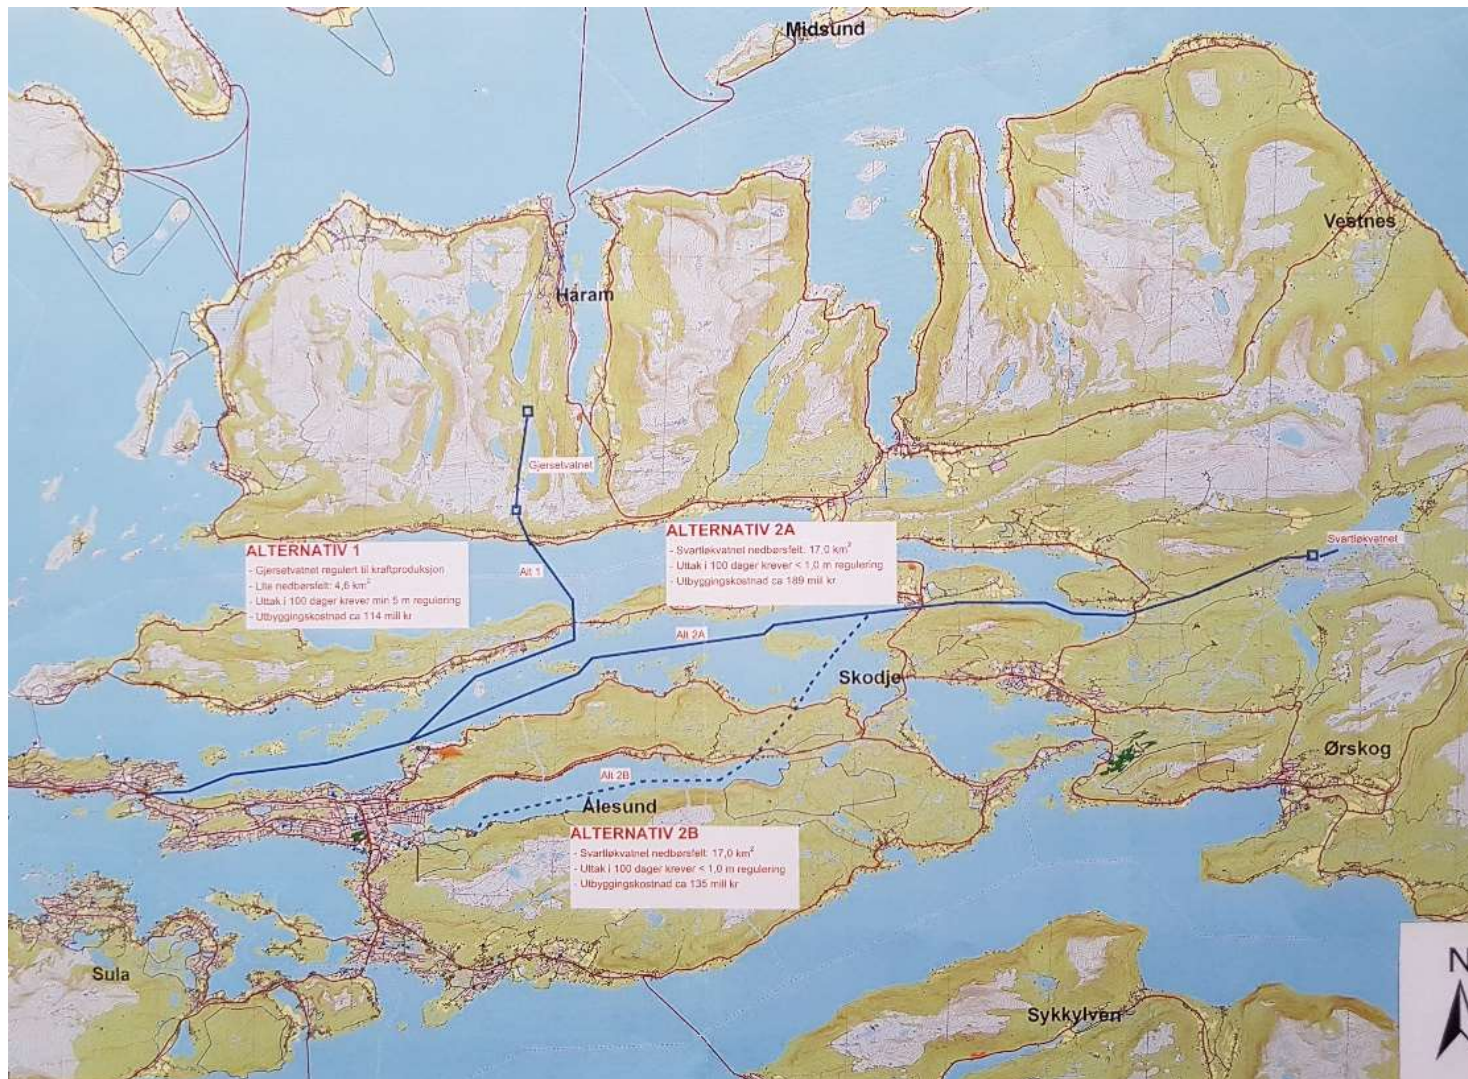 Midsund
Vestnes
Haram
Gjersetvatnet
ALTERNATIV 1
- Gjersetvatnet regulert til kraftproduksjon
- Lite nedbørsfelt: 4,6 km²
- Uttak i 100 dager krever min 5 m regulering
- Utbyggingskostnad ca 114 mill kr
Alt 1
ALTERNATIV 2A
- Svartløkvatnet nedbørsfelt: 17,0 km²
- Uttak i 100 dager krever < 1,0 m regulering
- Utbyggingskostnad ca 189 mill kr
Svartløkvatnet
Alt 2A
Skodje
Ørskog
Alt 2B
Ålesund
ALTERNATIV 2B
- Svartløkvatnet nedbørsfelt: 17,0 km²
- Uttak i 100 dager krever < 1,0 m regulering
- Utbyggingskostnad ca 135 mill kr
Sula
Sykkylven
N